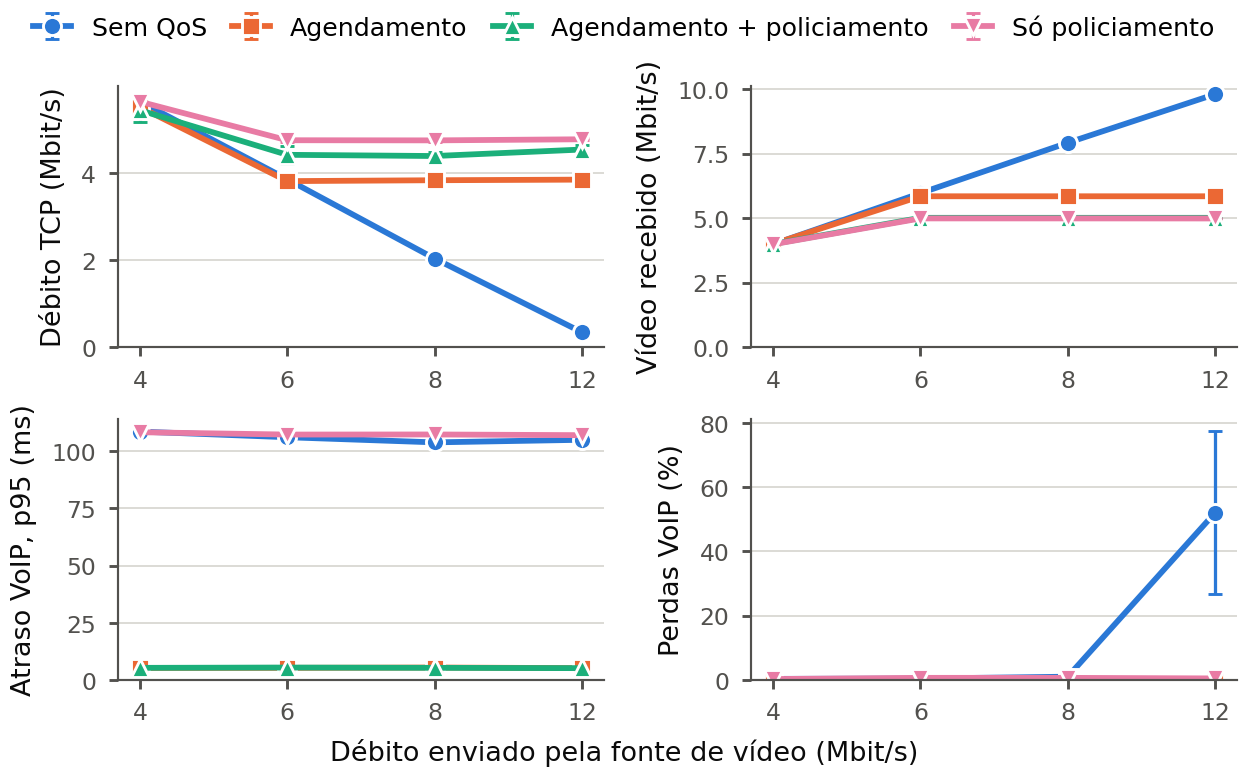 Sem QoS Agendamento Agendamento + policiamento Só policiamento
Débito TCP (Mbit/s)
4
2
0
4 6 8 12
Vídeo recebido (Mbit/s)
10.0
7.5
5.0
2.5
0.0
4 6 8 12
Atraso VoIP, p95 (ms)
100
75
50
25
0
4 6 8 12
Perdas VoIP (%)
80
60
40
20
0
4 6 8 12
Débito enviado pela fonte de vídeo (Mbit/s)